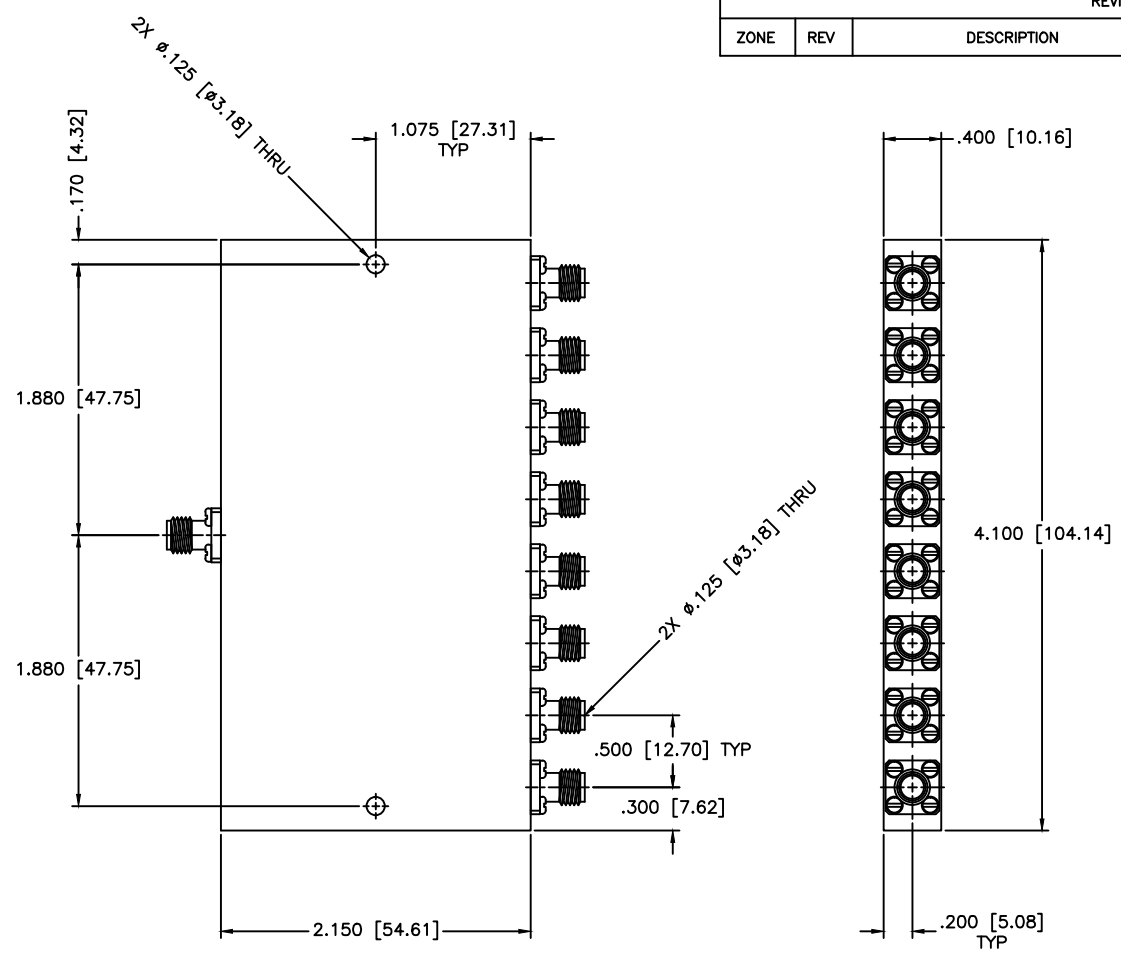 REVI
ZONE REV DESCRIPTION
2X ø.125 [ø3.18] THRU
.170 [4.32]
1.075 [27.31]
TYP
.400 [10.16]
1.880 [47.75]
2X ø.125 [ø3.18] THRU
4.100 [104.14]
1.880 [47.75]
.500 [12.70] TYP
.300 [7.62]
2.150 [54.61]
.200 [5.08]
TYP